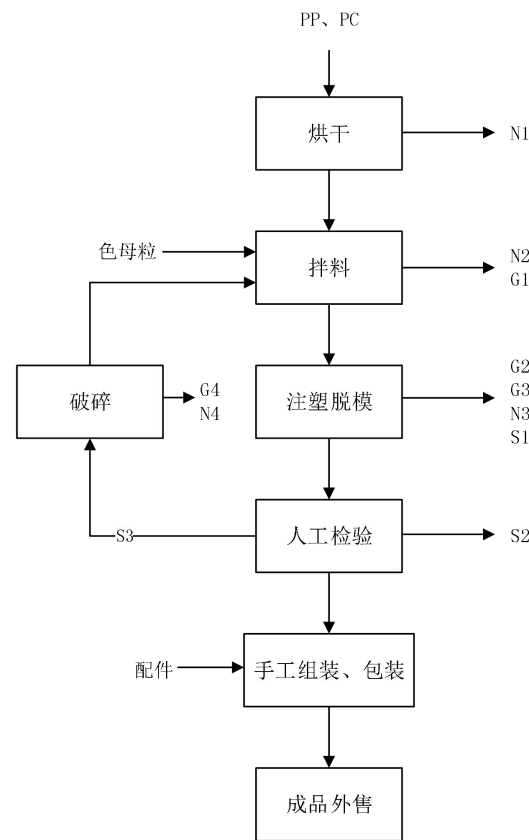 PP、PC
烘干
N1
色母粒
拌料
N2
G1
破碎
G4
N4
注塑脱模
G2
G3
N3
S1
S3
人工检验
S2
配件
手工组装、包装
成品外售